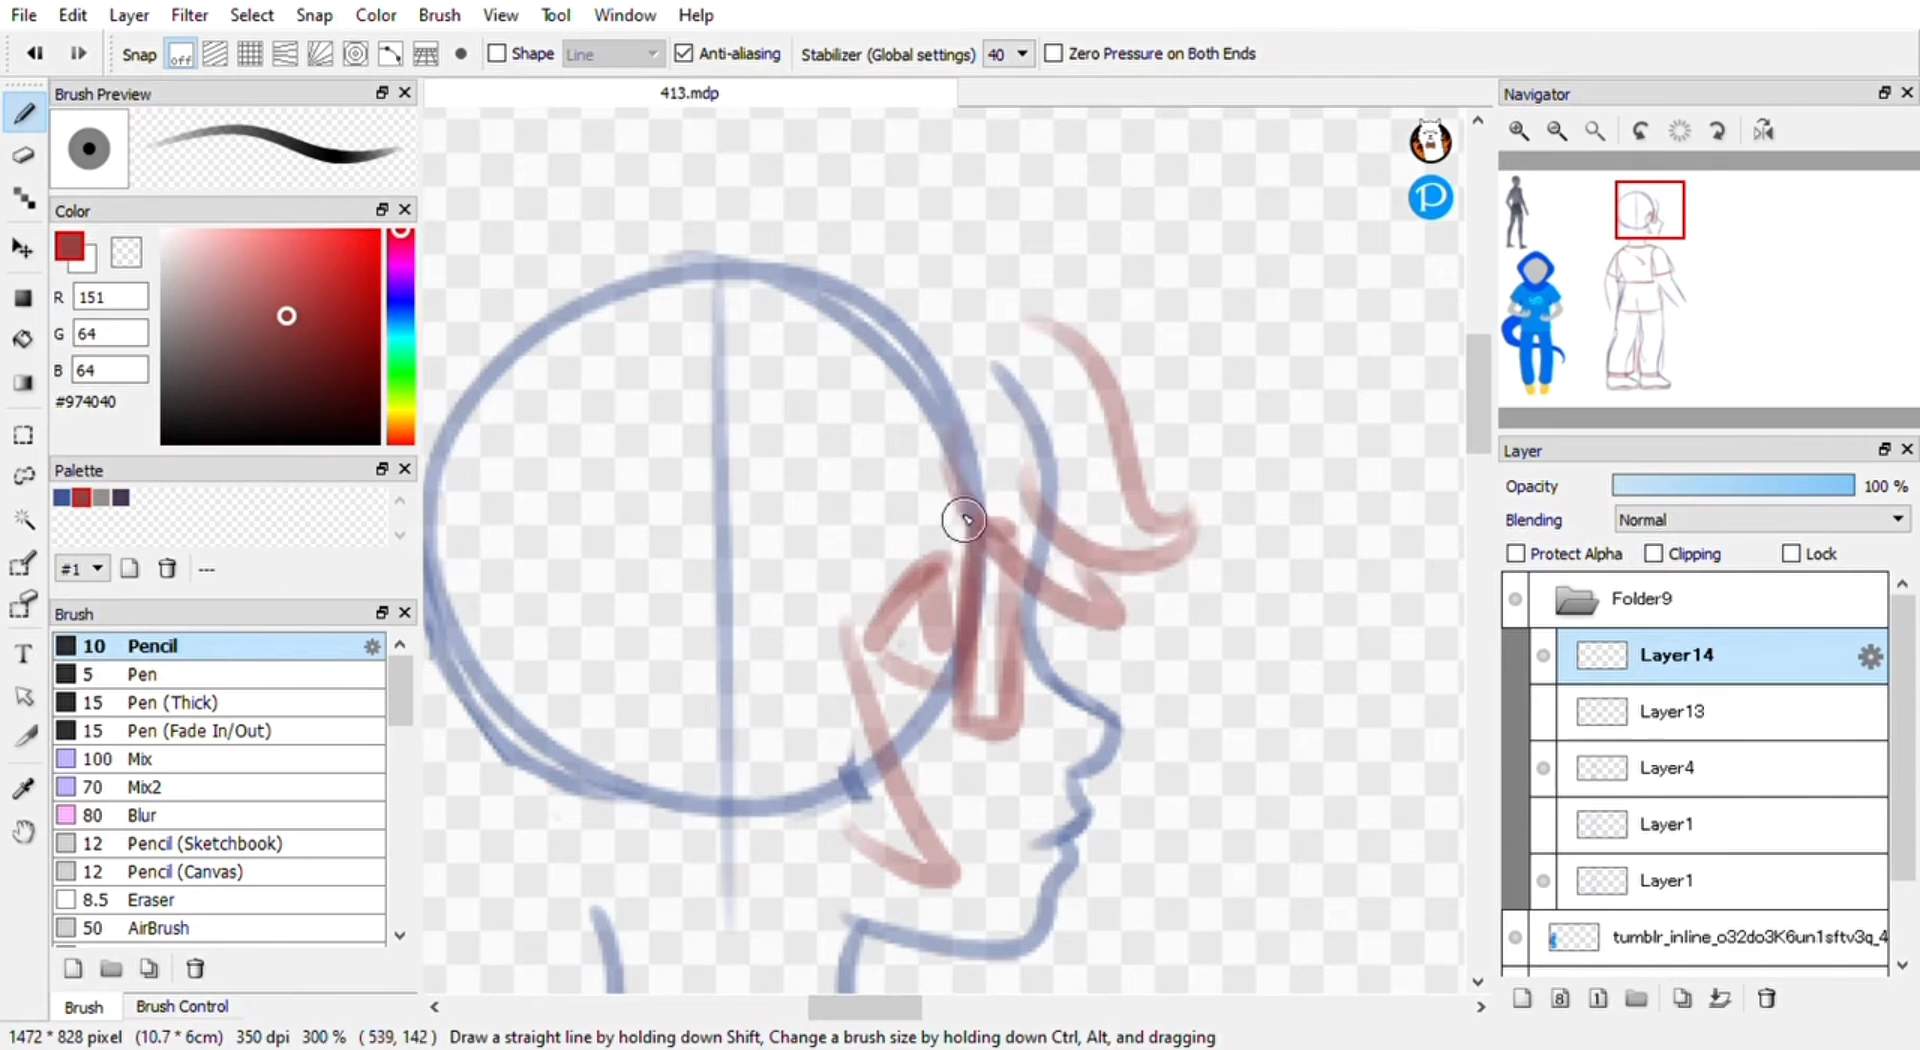 File Edit Layer Filter Select Snap Color Brush View Tool Window Help
Snap off Shape Line Anti-aliasing Stabilizer (Global settings) 40 Zero Pressure on Both Ends
Brush Preview
413.mdp
Navigator
Color
R 151
G 64
B 64
#974040
Palette
#1 ---
Brush
10 Pencil
5 Pen
15 Pen (Thick)
15 Pen (Fade In/Out)
100 Mix
70 Mix2
80 Blur
12 Pencil (Sketchbook)
12 Pencil (Canvas)
8.5 Eraser
50 AirBrush
Brush Brush Control
P
Layer
Opacity 100 %
Blending Normal
Protect Alpha Clipping Lock
Folder9
Layer14
Layer13
Layer4
Layer1
Layer1
tumblr_inline_o32do3K6un1sftv3q_4
8 1
T
1472 * 828 pixel (10.7 * 6cm) 350 dpi 300 % ( 539, 142 ) Draw a straight line by holding down Shift, Change a brush size by holding down Ctrl, Alt, and dragging